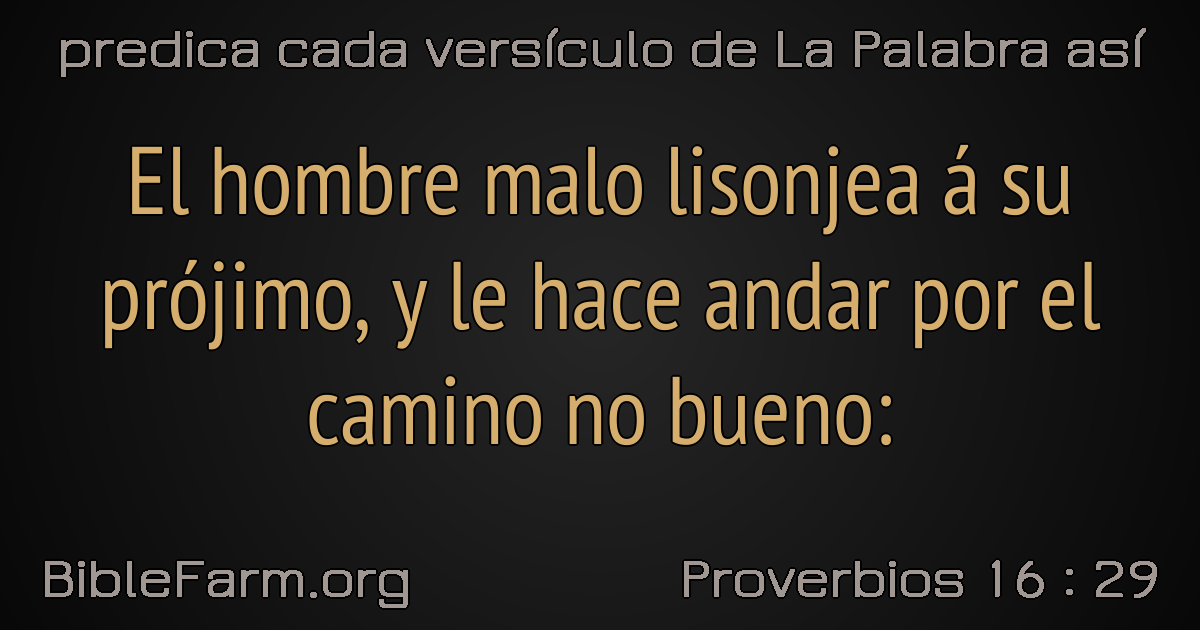 predica cada versículo de La Palabra así
El hombre malo lisonjea á su
prójimo, y le hace andar por el
camino no bueno:
BibleFarm.org
Proverbios 16 : 29